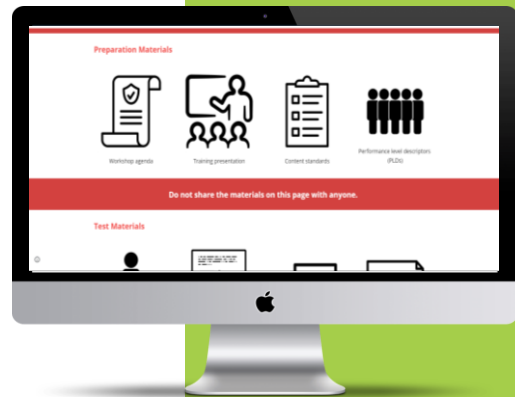 Preparation Materials
Workshop agenda
Training presentation
Content standards
Performance level descriptors
(PLDs)
Do not share the materials on this page with anyone.
Test Materials